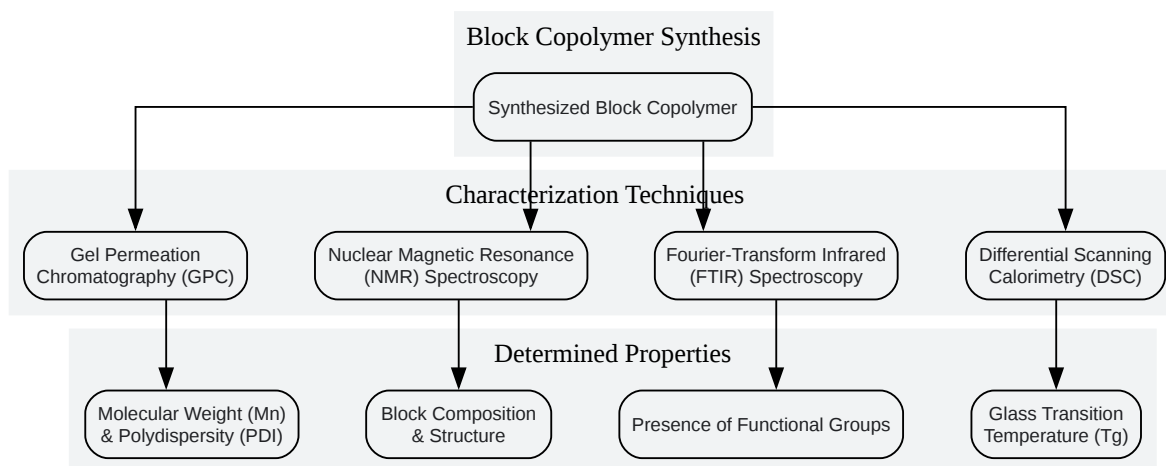 Block Copolymer Synthesis
Synthesized Block Copolymer
Characterization Techniques
Gel Permeation
Chromatography (GPC)
Nuclear Magnetic Resonance
(NMR) Spectroscopy
Fourier-Transform Infrared
(FTIR) Spectroscopy
Differential Scanning
Calorimetry (DSC)
Determined Properties
Molecular Weight (Mn)
& Polydispersity (PDI)
Block Composition
& Structure
Presence of Functional Groups
Glass Transition
Temperature (Tg)